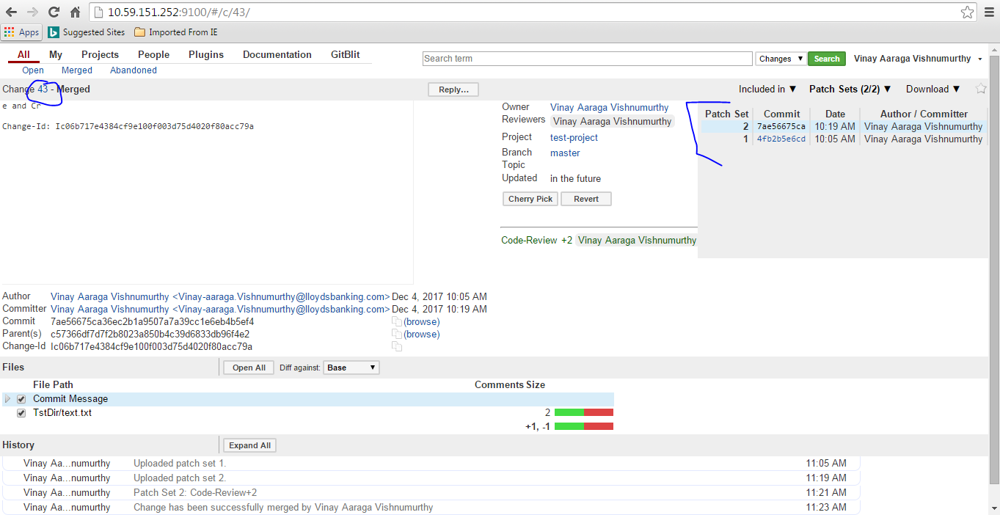 10.59.151.252:9100/#/c/43/
Apps Suggested Sites Imported From IE
All My Projects People Plugins Documentation GitBlit Search term Changes Search Vinay Aaraga Vishnumurthy
Open Merged Abandoned
Change 43 - Merged Reply... Included in Patch Sets (2/2) Download
e and Cr
Change-Id: Ic06b717e4384cf9e100f003d75d4020f80acc79a
Owner Vinay Aaraga Vishnumurthy
Reviewers Vinay Aaraga Vishnumurthy
Project test-project
Branch master
Topic
Updated in the future
Cherry Pick Revert
Code-Review +2 Vinay Aaraga Vishnumurthy
Patch Set Commit Date Author / Committer
2 7ae56675ca 10:19 AM Vinay Aaraga Vishnumurthy
1 4fb2b5e6cd 10:05 AM Vinay Aaraga Vishnumurthy
Author Vinay Aaraga Vishnumurthy <Vinay-aaraga.Vishnumurthy@lloydsbanking.com> Dec 4, 2017 10:05 AM
Committer Vinay Aaraga Vishnumurthy <Vinay-aaraga.Vishnumurthy@lloydsbanking.com> Dec 4, 2017 10:19 AM
Commit 7ae56675ca36ec2b1a9507a7a39cc1e6eb4b5ef4 (browse)
Parent(s) c57366df7d7f2b8023a850b4c39d6833db96f4e2 (browse)
Change-Id Ic06b717e4384cf9e100f003d75d4020f80acc79a
Files Open All Diff against: Base
File Path Comments Size
Commit Message
TstDir/text.txt 2
+1, -1
History Expand All
Vinay Aa...numurthy Uploaded patch set 1. 11:05 AM
Vinay Aa...numurthy Uploaded patch set 2. 11:19 AM
Vinay Aa...numurthy Patch Set 2: Code-Review+2 11:21 AM
Vinay Aa...numurthy Change has been successfully merged by Vinay Aaraga Vishnumurthy 11:23 AM